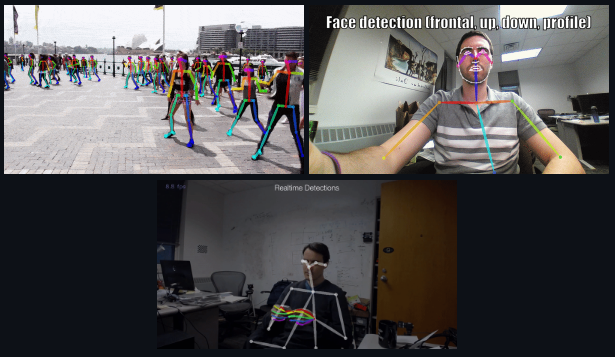 Face detection (frontal, up, down, profile)
Realtime Detections